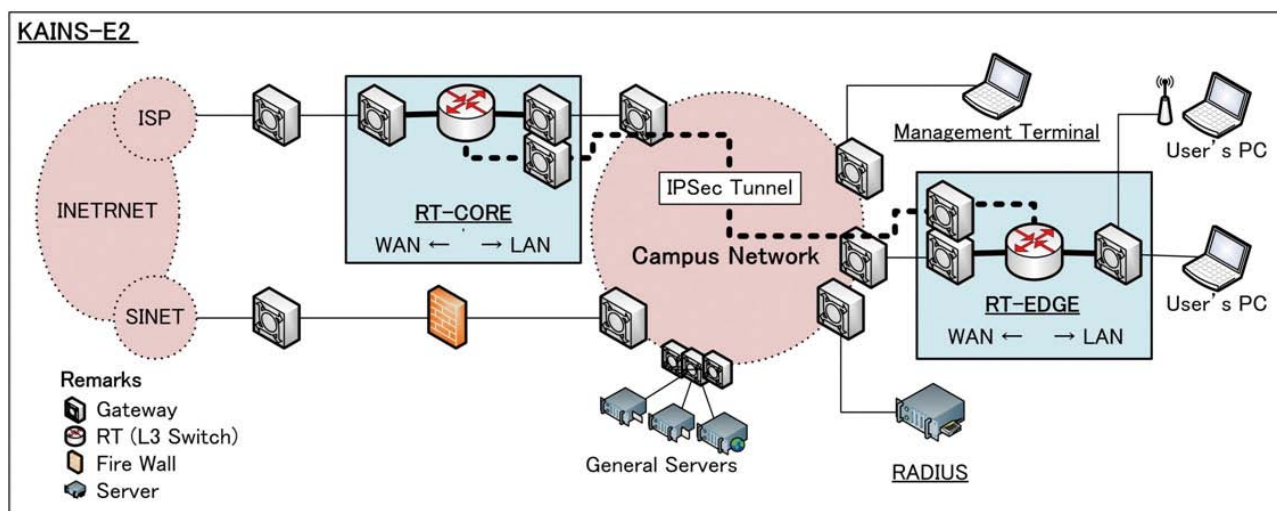 KAINS-E2
ISP
INETRNET
SINET
RT-CORE
WAN ← → LAN
IPSec Tunnel
Campus Network
Management Terminal
User's PC
RT-EDGE
WAN ← → LAN
User's PC
General Servers
RADIUS
Remarks
Gateway
RT (L3 Switch)
Fire Wall
Server